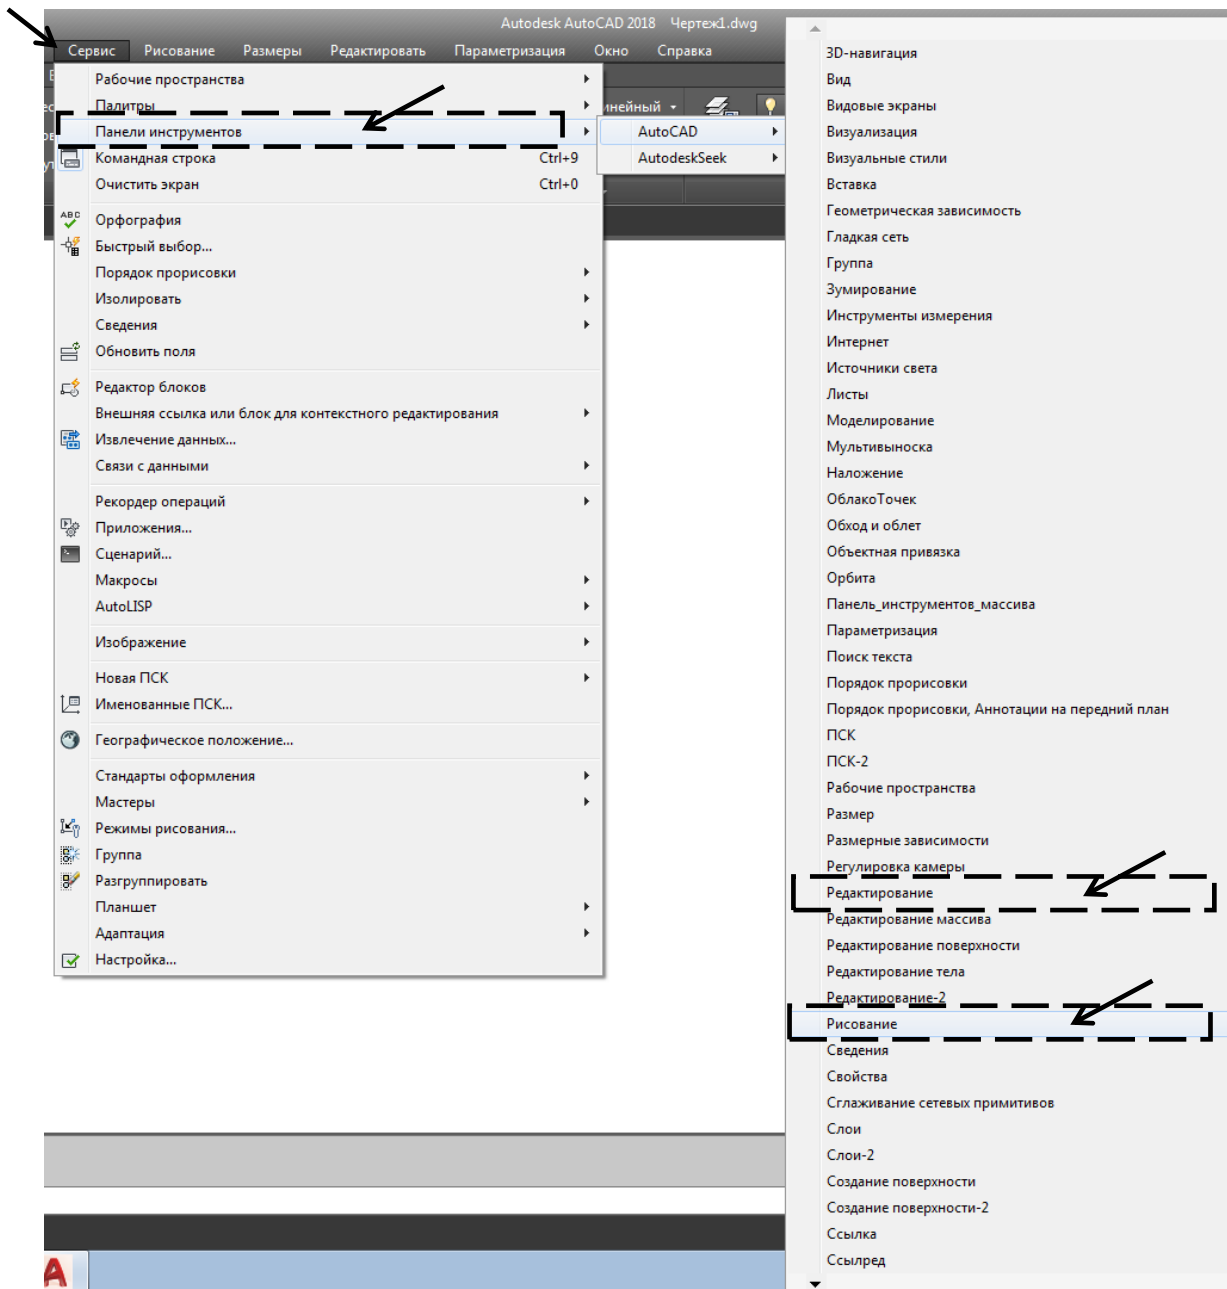 Autodesk AutoCAD 2018 Чертеж1.dwg
Сервис Рисование Размеры Редактировать Параметризация Окно Справка
Рабочие пространства
Палитры
Панели инструментов
Командная строка Ctrl+9
Очистить экран Ctrl+0
ABC Орфография
Быстрый выбор...
Порядок прорисовки
Изолировать
Сведения
Обновить поля
Редактор блоков
Внешняя ссылка или блок для контекстного редактирования
Извлечение данных...
Связи с данными
Рекордер операций
Приложения...
Сценарий...
Макросы
AutoLISP
Изображение
Новая ПСК
Именованные ПСК...
Географическое положение...
Стандарты оформления
Мастеры
Режимы рисования...
Группа
Разгруппировать
Планшет
Адаптация
Настройка...
AutoCAD
AutodeskSeek
3D-навигация
Вид
Видовые экраны
Визуализация
Визуальные стили
Вставка
Геометрическая зависимость
Гладкая сеть
Группа
Зумирование
Инструменты измерения
Интернет
Источники света
Листы
Моделирование
Мультивыноска
Наложение
ОблакоТочек
Обход и облет
Объектная привязка
Орбита
Панель_инструментов_массива
Параметризация
Поиск текста
Порядок прорисовки
Порядок прорисовки, Аннотации на передний план
ПСК
ПСК-2
Рабочие пространства
Размер
Размерные зависимости
Регулировка камеры
Редактирование
Редактирование массива
Редактирование поверхности
Редактирование тела
Редактирование-2
Рисование
Сведения
Свойства
Сглаживание сетевых примитивов
Слои
Слои-2
Создание поверхности
Создание поверхности-2
Ссылка
Ссылред